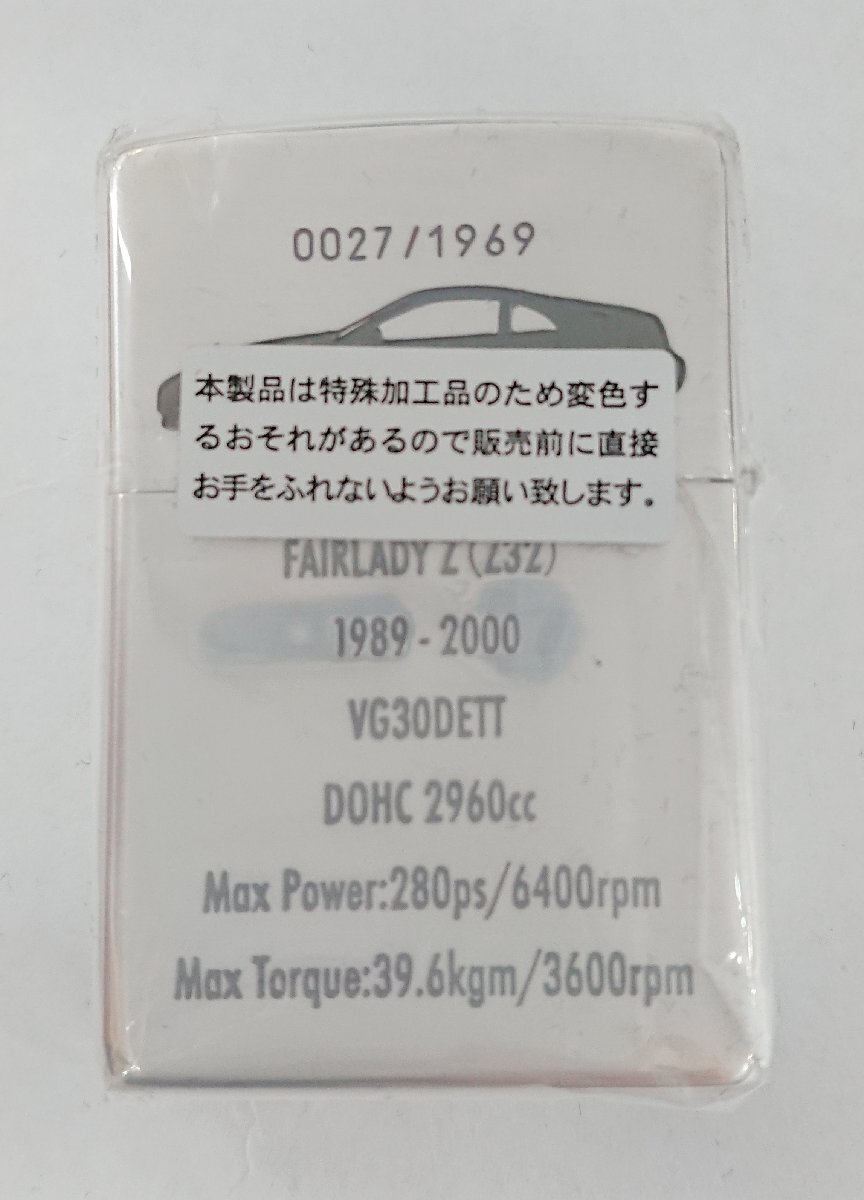 0027/1969
本製品は特殊加工品のため変色す
るおそれがあるので販売前に直接
お手をふれないようお願い致します。
FAIRLADY Z (Z32)
1989 - 2000
VG30DETT
DOHC 2960cc
Max Power:280ps/6400rpm
Max Torque:39.6kgm/3600rpm